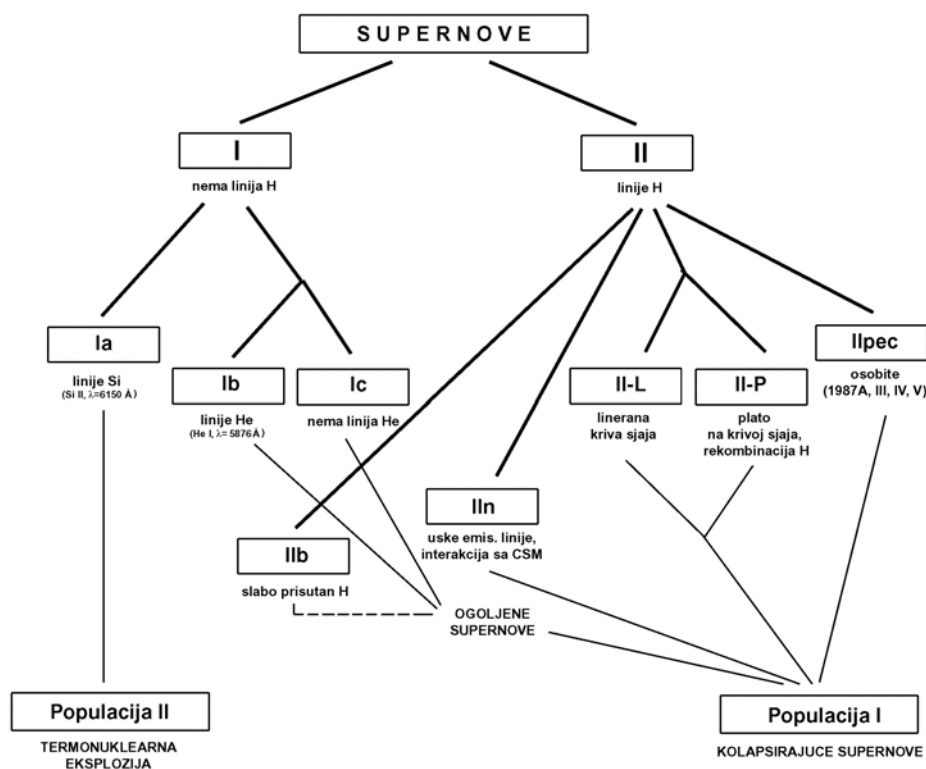 SUPERNOVE
I
II
nema linija H
linije H
Ia
linije Si
(Si II, λ=6150 Å)
Ib
linije He
(He I, λ= 5876 Å)
Ic
nema linija He
II-L
linerana
kriva sjaja
II-P
plato
na krivoj sjaja,
rekombinacija H
IIpec
osobite
(1987A, III, IV, V)
IIb
slabo prisutan H
IIn
uske emis. linije,
interakcija sa CSM
OGOLJENE
SUPERNOVE
Populacija II
TERMONUKLEARNA
EKSPLOZIJA
Populacija I
KOLAPSIRAJUCE SUPERNOVE